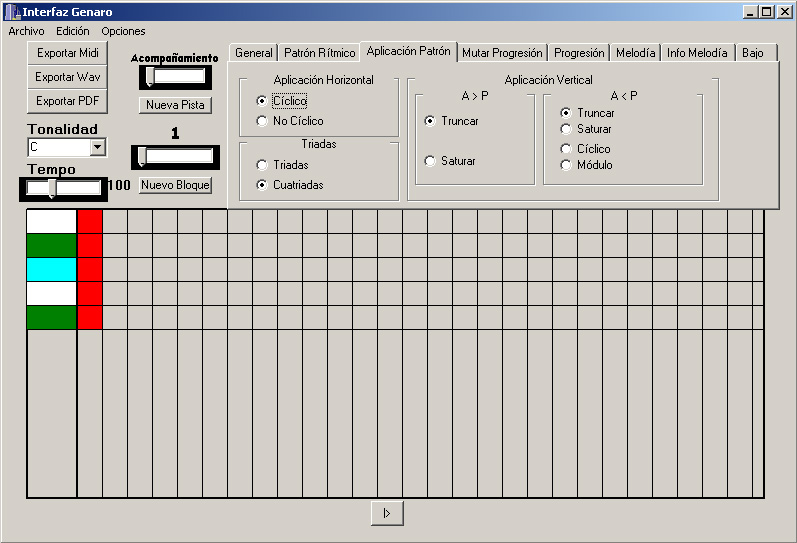 Interfaz Genaro
Archivo Edición Opciones
Exportar Midi
Exportar Wav
Exportar PDF
Tonalidad
C
Tempo
100
Acompañamiento
Nueva Pista
1
Nuevo Bloque
General Patrón Rítmico Aplicación Patrón Mutar Progresión Progresión Melodía Info Melodía Bajo
Aplicación Horizontal
Cíclico
No Cíclico
Triadas
Triadas
Cuatriadas
Aplicación Vertical
A > P
Truncar
Saturar
A < P
Truncar
Saturar
Cíclico
Módulo